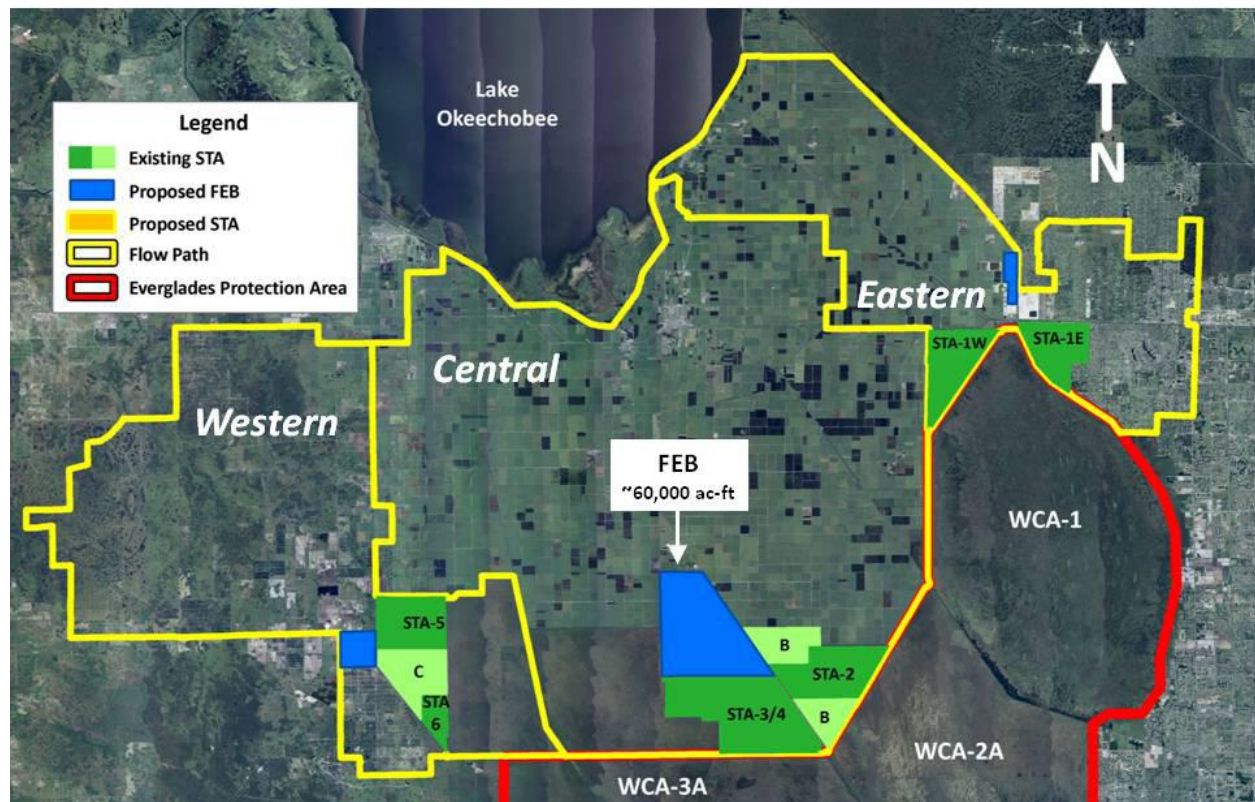 Lake
Okeechobee
N
Legend
Existing STA
Proposed FEB
Proposed STA
Flow Path
Everglades Protection Area
Eastern
STA-1W
STA-1E
Central
Western
FEB
~60,000 ac-ft
WCA-1
STA-5
B
C
STA-2
STA
6
STA-3/4
B
WCA-2A
WCA-3A